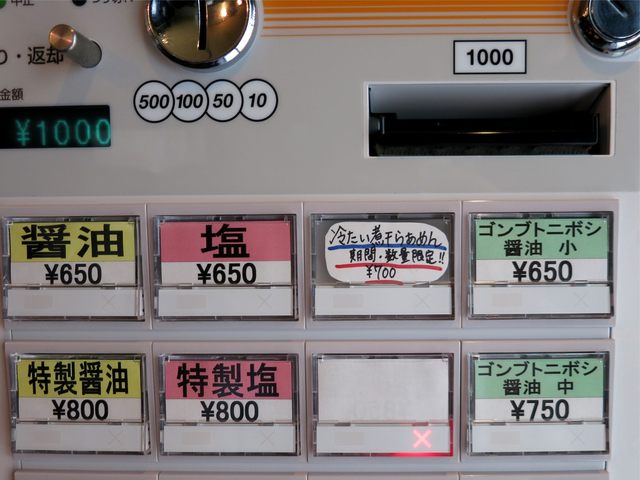 中止
り・返却
金額
¥1000
500 100 50 10
1000
醤油
¥650
塩
¥650
冷たい煮干らあめん
期間・数量限定!!
¥700
ゴンブトニボシ
醤油 小
¥650
特製醤油
¥800
特製塩
¥800
×
ゴンブトニボシ
醤油 中
¥750